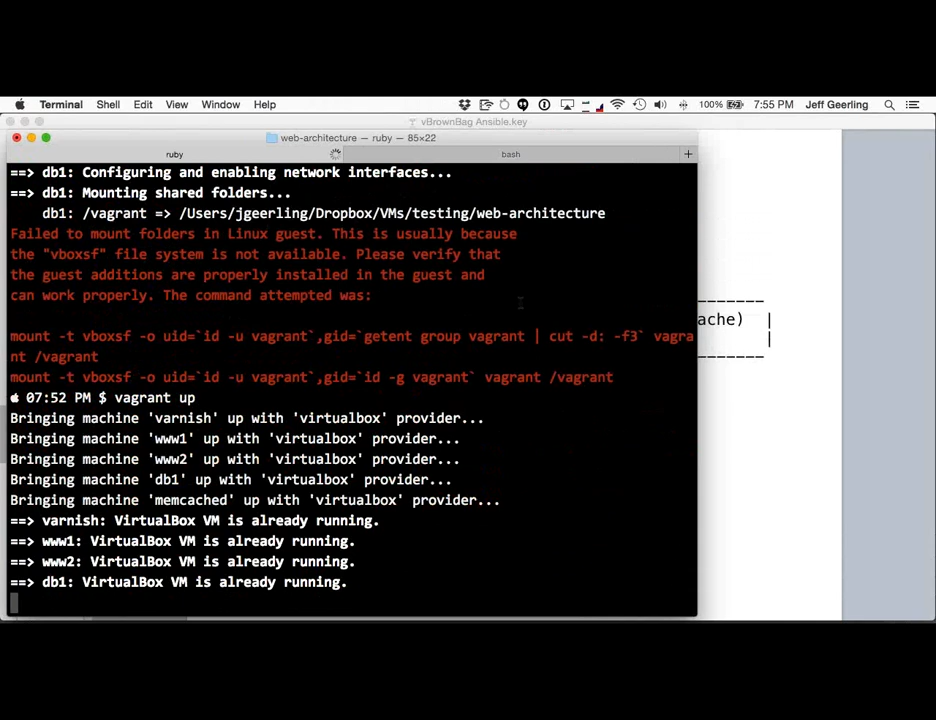 Terminal Shell Edit View Window Help 100% 7:55 PM Jeff Geerling
vBrownBag Ansible.key
web-architecture — ruby — 85×22
ruby bash +
==> db1: Configuring and enabling network interfaces...
==> db1: Mounting shared folders...
db1: /vagrant => /Users/jgeerling/Dropbox/VMs/testing/web-architecture
Failed to mount folders in Linux guest. This is usually because
the "vboxsf" file system is not available. Please verify that
the guest additions are properly installed in the guest and
can work properly. The command attempted was:
mount -t vboxsf -o uid=`id -u vagrant`,gid=`getent group vagrant | cut -d: -f3` vagra
nt /vagrant
mount -t vboxsf -o uid=`id -u vagrant`,gid=`id -g vagrant` vagrant /vagrant
07:52 PM $ vagrant up
Bringing machine 'varnish' up with 'virtualbox' provider...
Bringing machine 'www1' up with 'virtualbox' provider...
Bringing machine 'www2' up with 'virtualbox' provider...
Bringing machine 'db1' up with 'virtualbox' provider...
Bringing machine 'memcached' up with 'virtualbox' provider...
==> varnish: VirtualBox VM is already running.
==> www1: VirtualBox VM is already running.
==> www2: VirtualBox VM is already running.
==> db1: VirtualBox VM is already running.
-------
ache) |
|
-------